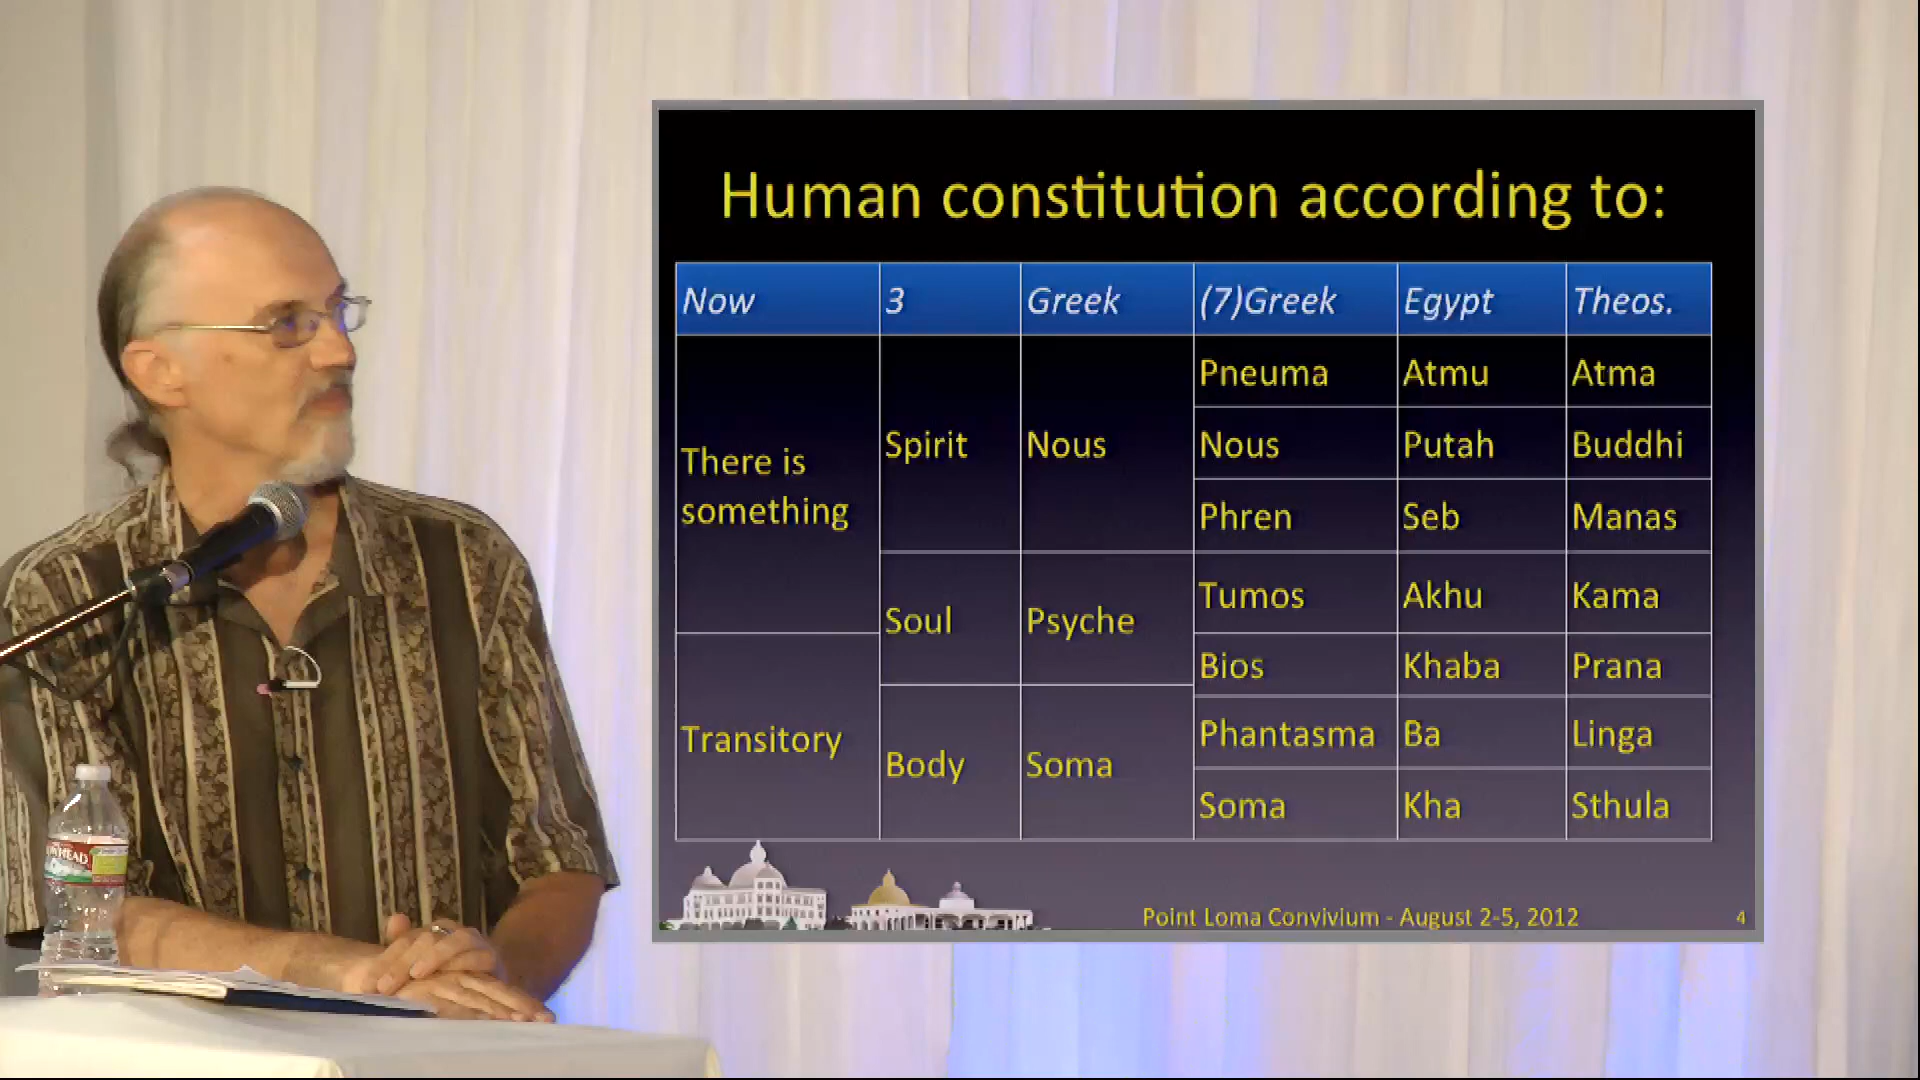 Human constitution according to:
Now 3 Greek (7)Greek Egypt Theos.
Pneuma Atmu Atma
There is something Spirit Nous Nous Putah Buddhi
Phren Seb Manas
Soul Psyche Tumos Akhu Kama
Bios Khaba Prana
Transitory Body Soma Phantasma Ba Linga
Soma Kha Sthula
Point Loma Convivium - August 2-5, 2012 4